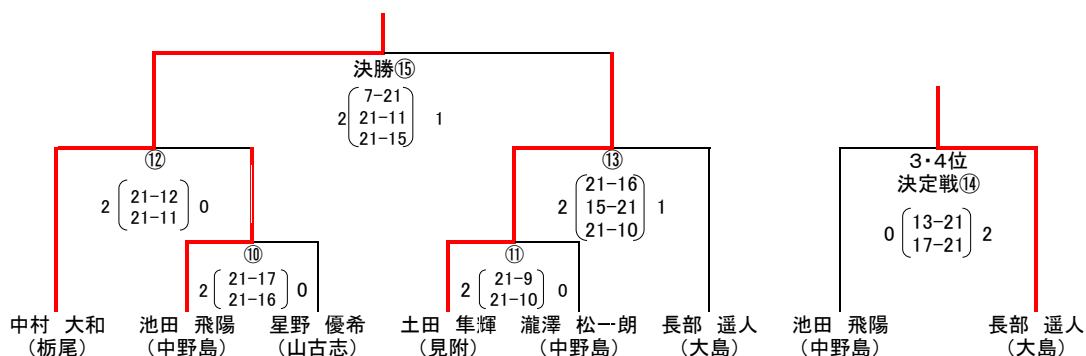 決勝⑮
7-21
2 21-11 1
21-15
⑫
21-12
2 0
21-11
⑬
21-16
2 15-21 1
21-10
3・4位
決定戦⑭
13-21
0 2
17-21
⑩
21-17
2 0
21-16
⑪
21-9
2 0
21-10
中村 大和 池田 飛陽 星野 優希 土田 隼輝 瀧澤 松一朗 長部 遥人 池田 飛陽 長部 遥人
(栃尾) (中野島) (山古志) (見附) (中野島) (大島) (中野島) (大島)